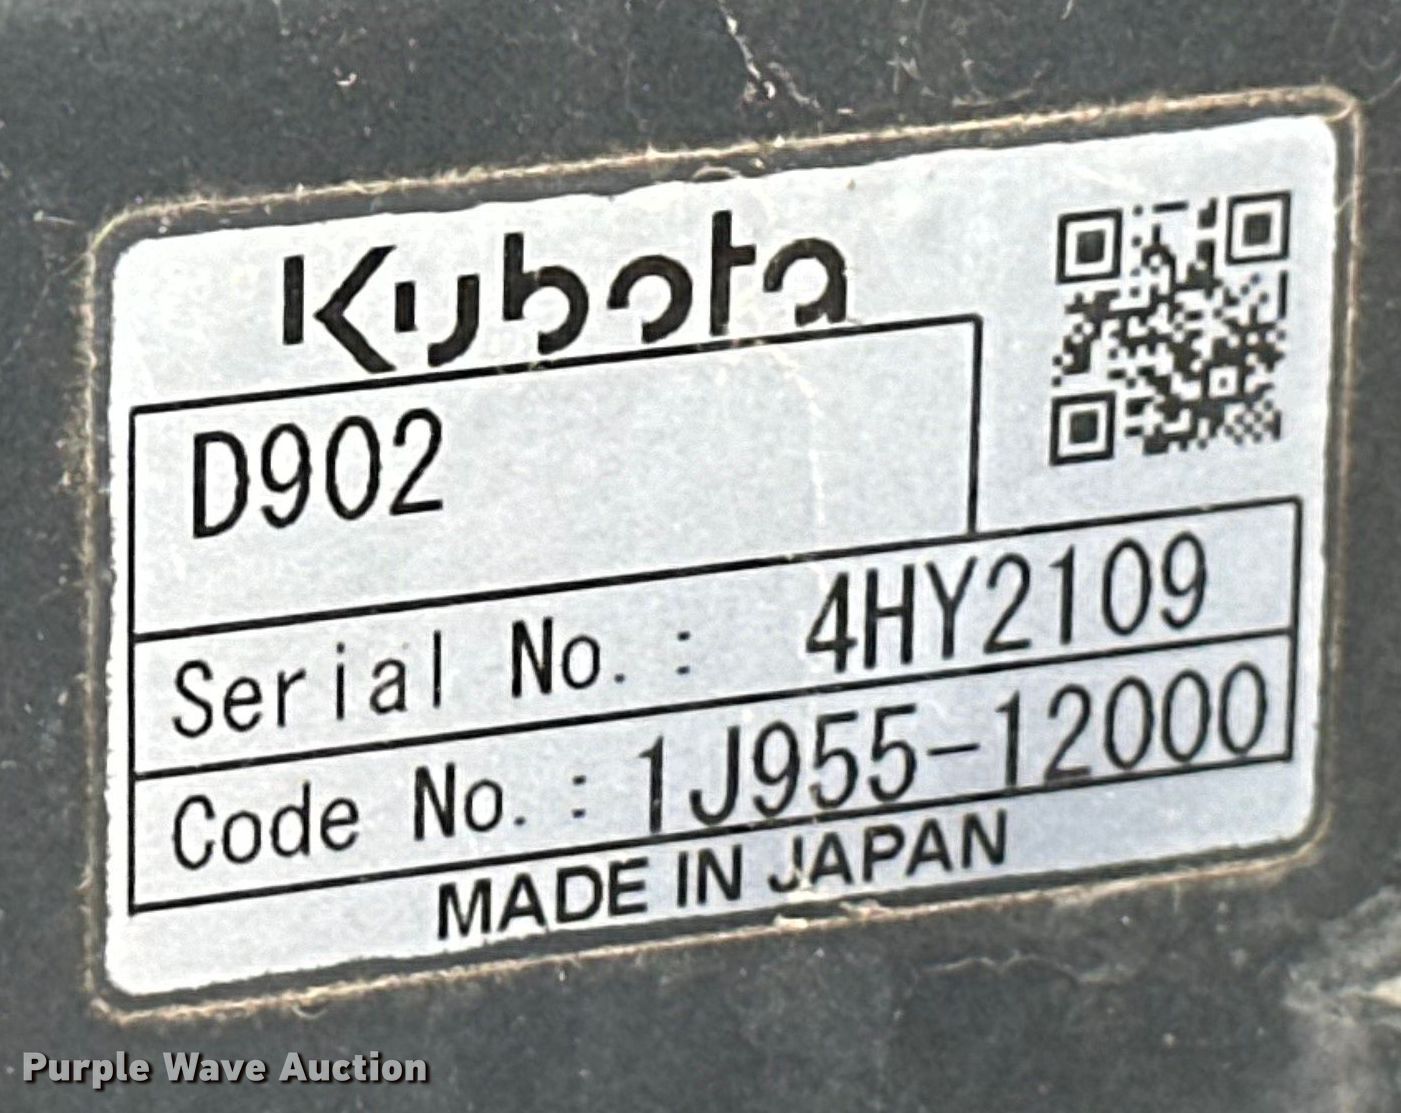 Kubota
D902
Serial No. : 4HY2109
Code No. : 1J955-12000
MADE IN JAPAN
Purple Wave Auction